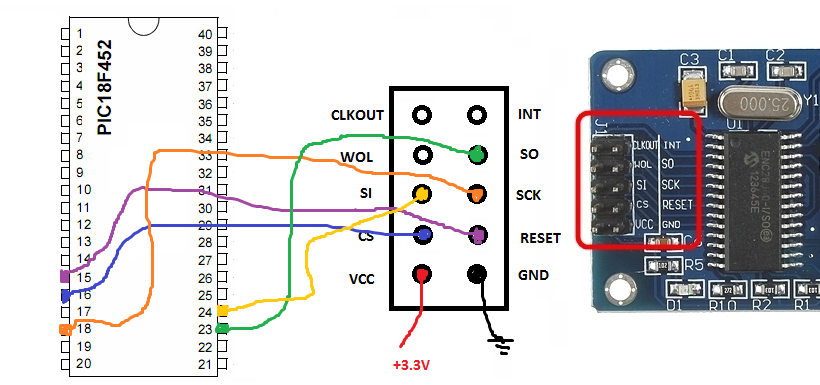 PIC18F452
1
2
3
4
5
6
7
8
9
10
11
12
13
14
15
16
17
18
19
20
40
39
38
37
36
35
34
33
32
31
30
29
28
27
26
25
24
23
22
21
CLKOUT
INT
WOL
SO
SI
SCK
CS
RESET
VCC
GND
+3.3V
C3
C1
C2
25.000
Y1
J1
U1
CLKOUT INT
WOL SO
SI SCK
CS RESET
VCC GND
R5
102
D1
R10
272
R2
R1